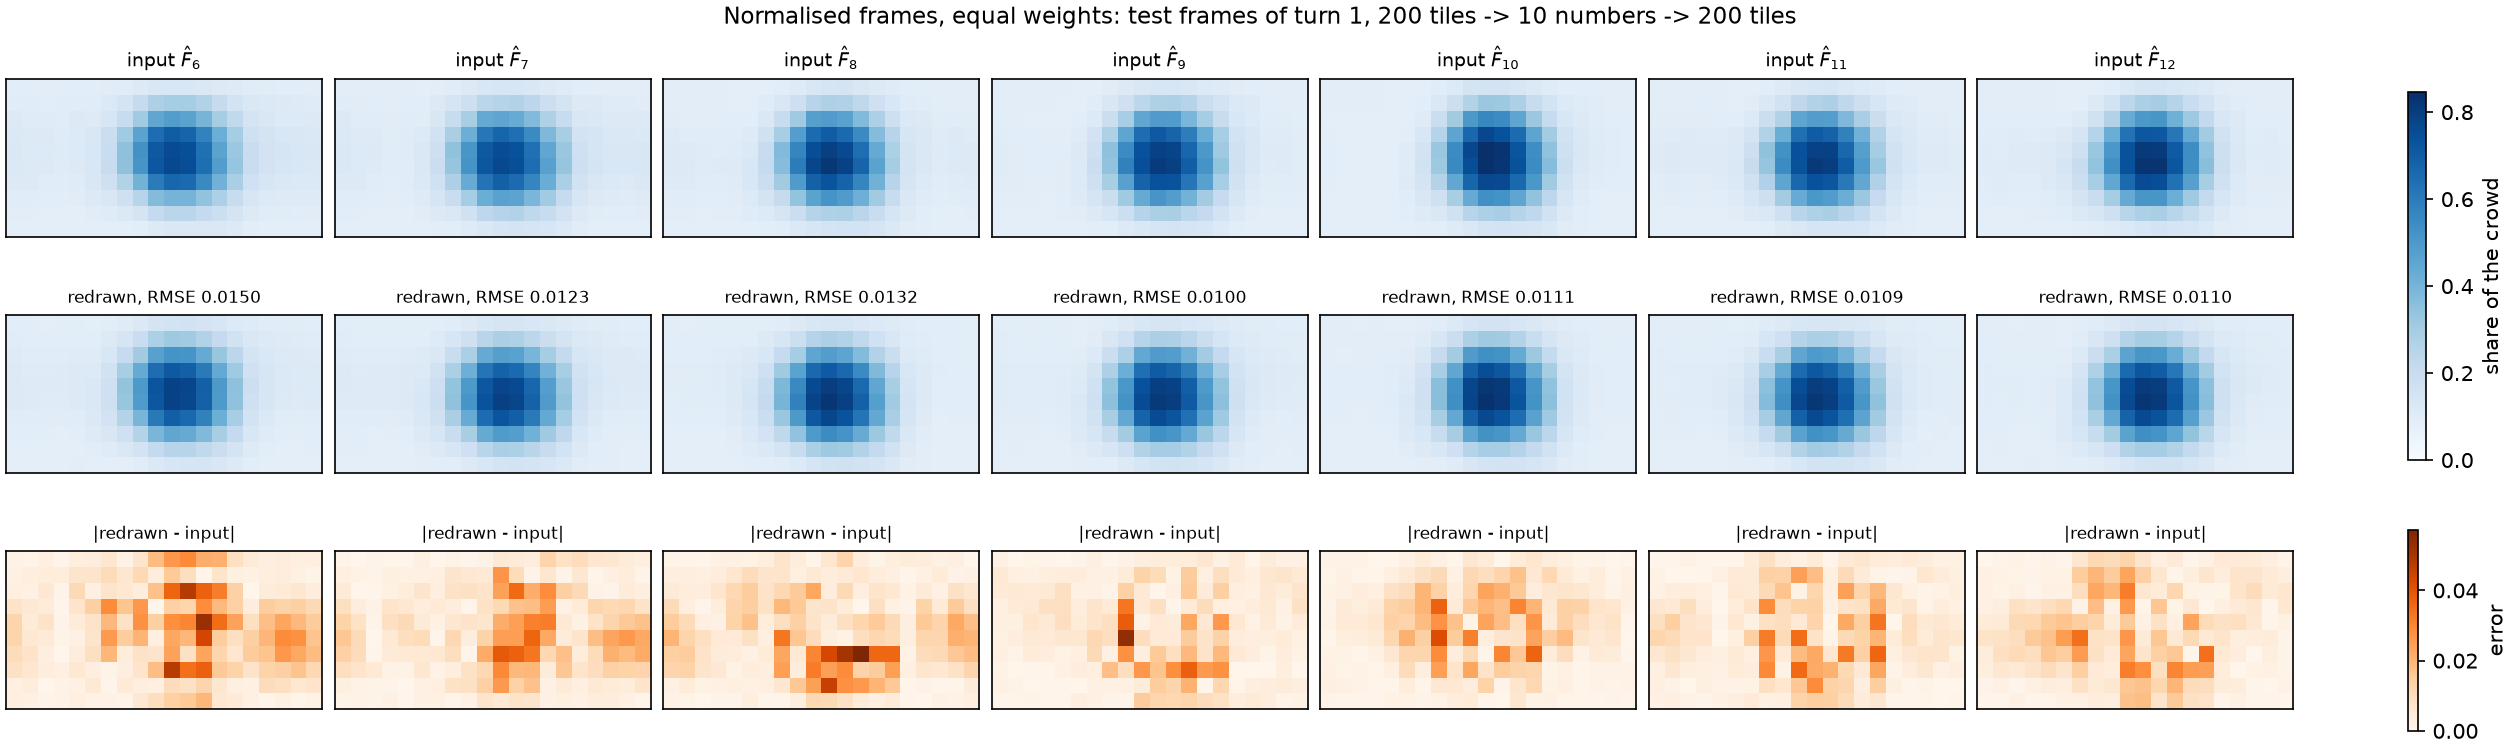 Normalised frames, equal weights: test frames of turn 1, 200 tiles -> 10 numbers -> 200 tiles
input F̂₆
input F̂₇
input F̂₈
input F̂₉
input F̂₁₀
input F̂₁₁
input F̂₁₂
redrawn, RMSE 0.0150
redrawn, RMSE 0.0123
redrawn, RMSE 0.0132
redrawn, RMSE 0.0100
redrawn, RMSE 0.0111
redrawn, RMSE 0.0109
redrawn, RMSE 0.0110
|redrawn - input|
|redrawn - input|
|redrawn - input|
|redrawn - input|
|redrawn - input|
|redrawn - input|
|redrawn - input|
0.8
0.6
0.4
0.2
0.0
share of the crowd
0.04
0.02
0.00
error